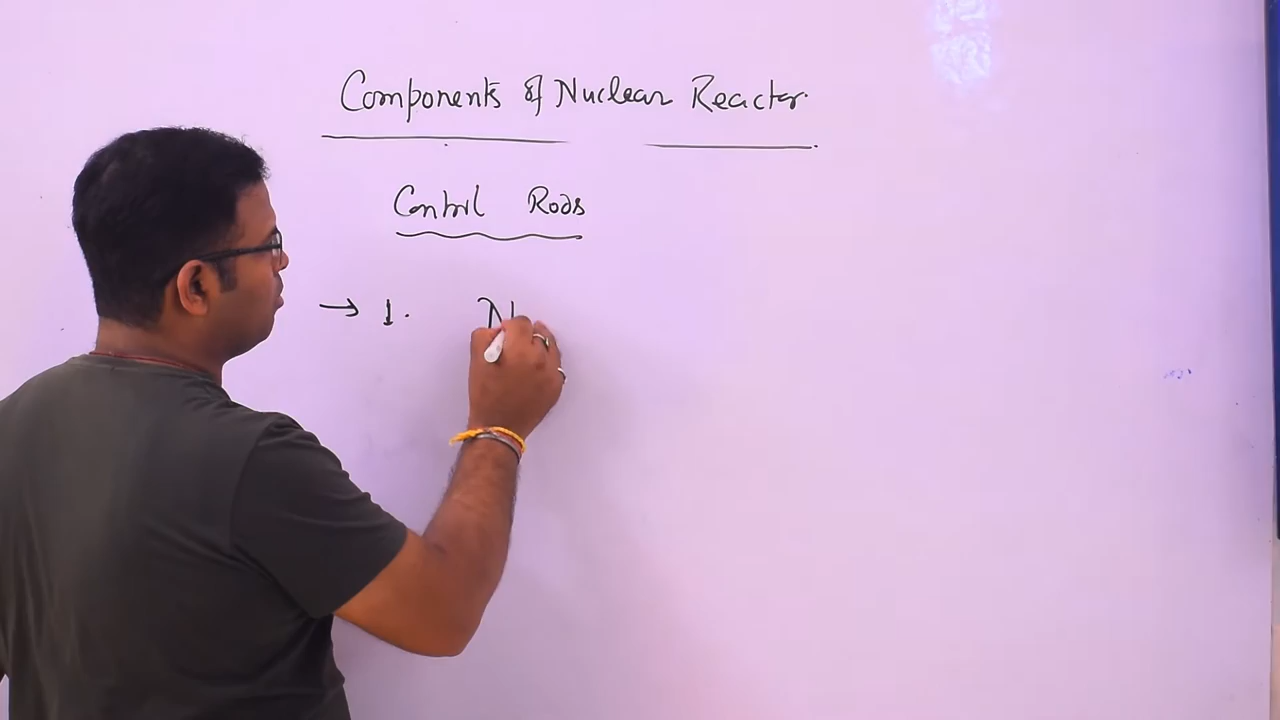 Components of Nuclear Reactor.
Control Rods
→ 1. N